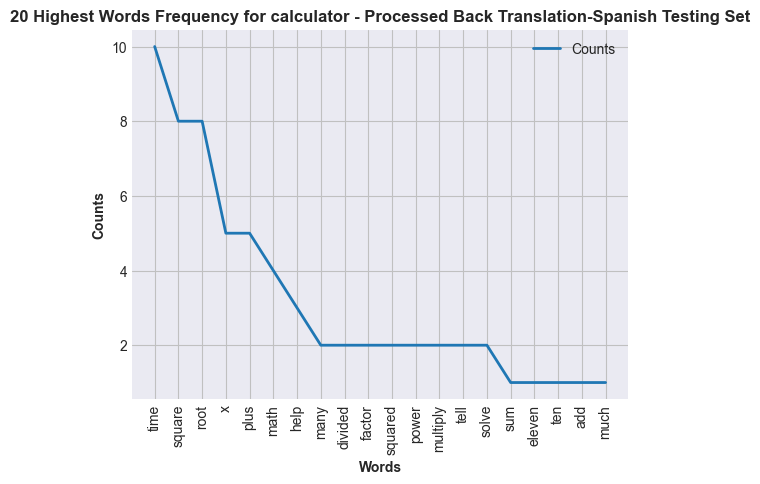 20 Highest Words Frequency for calculator - Processed Back Translation-Spanish Testing Set
Counts
10
8
6
4
2
Counts
time
square
root
x
plus
math
help
many
divided
factor
squared
power
multiply
tell
solve
sum
eleven
ten
add
much
Words